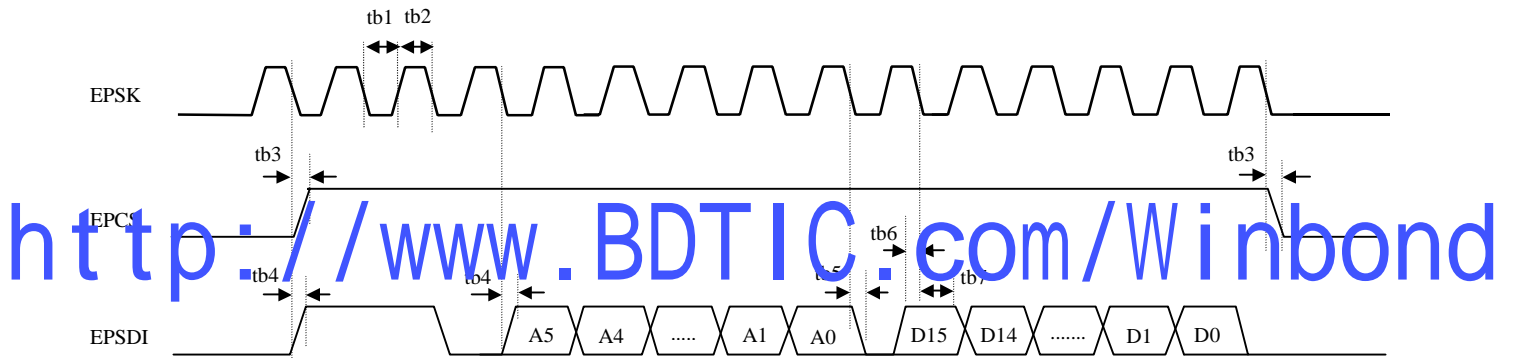 tb1 tb2
EPSK
tb3 tb3
EPCS
http://www.BDTIC.com/Winbond
tb6
tb4 tb4 tb5 tb7
EPSDI A5 A4 ..... A1 A0 D15 D14 ....... D1 D0